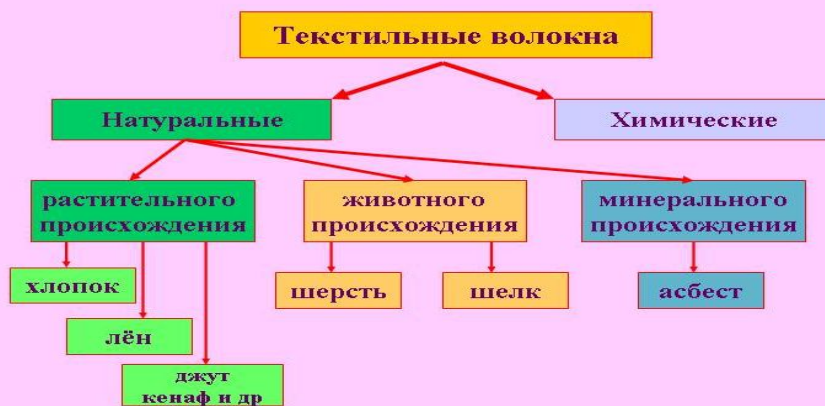 Текстильные волокна
Натуральные
Химические
растительного
происхождения
животного
происхождения
минерального
происхождения
хлопок
лён
джут
кенаф и др
шерсть
шелк
асбест